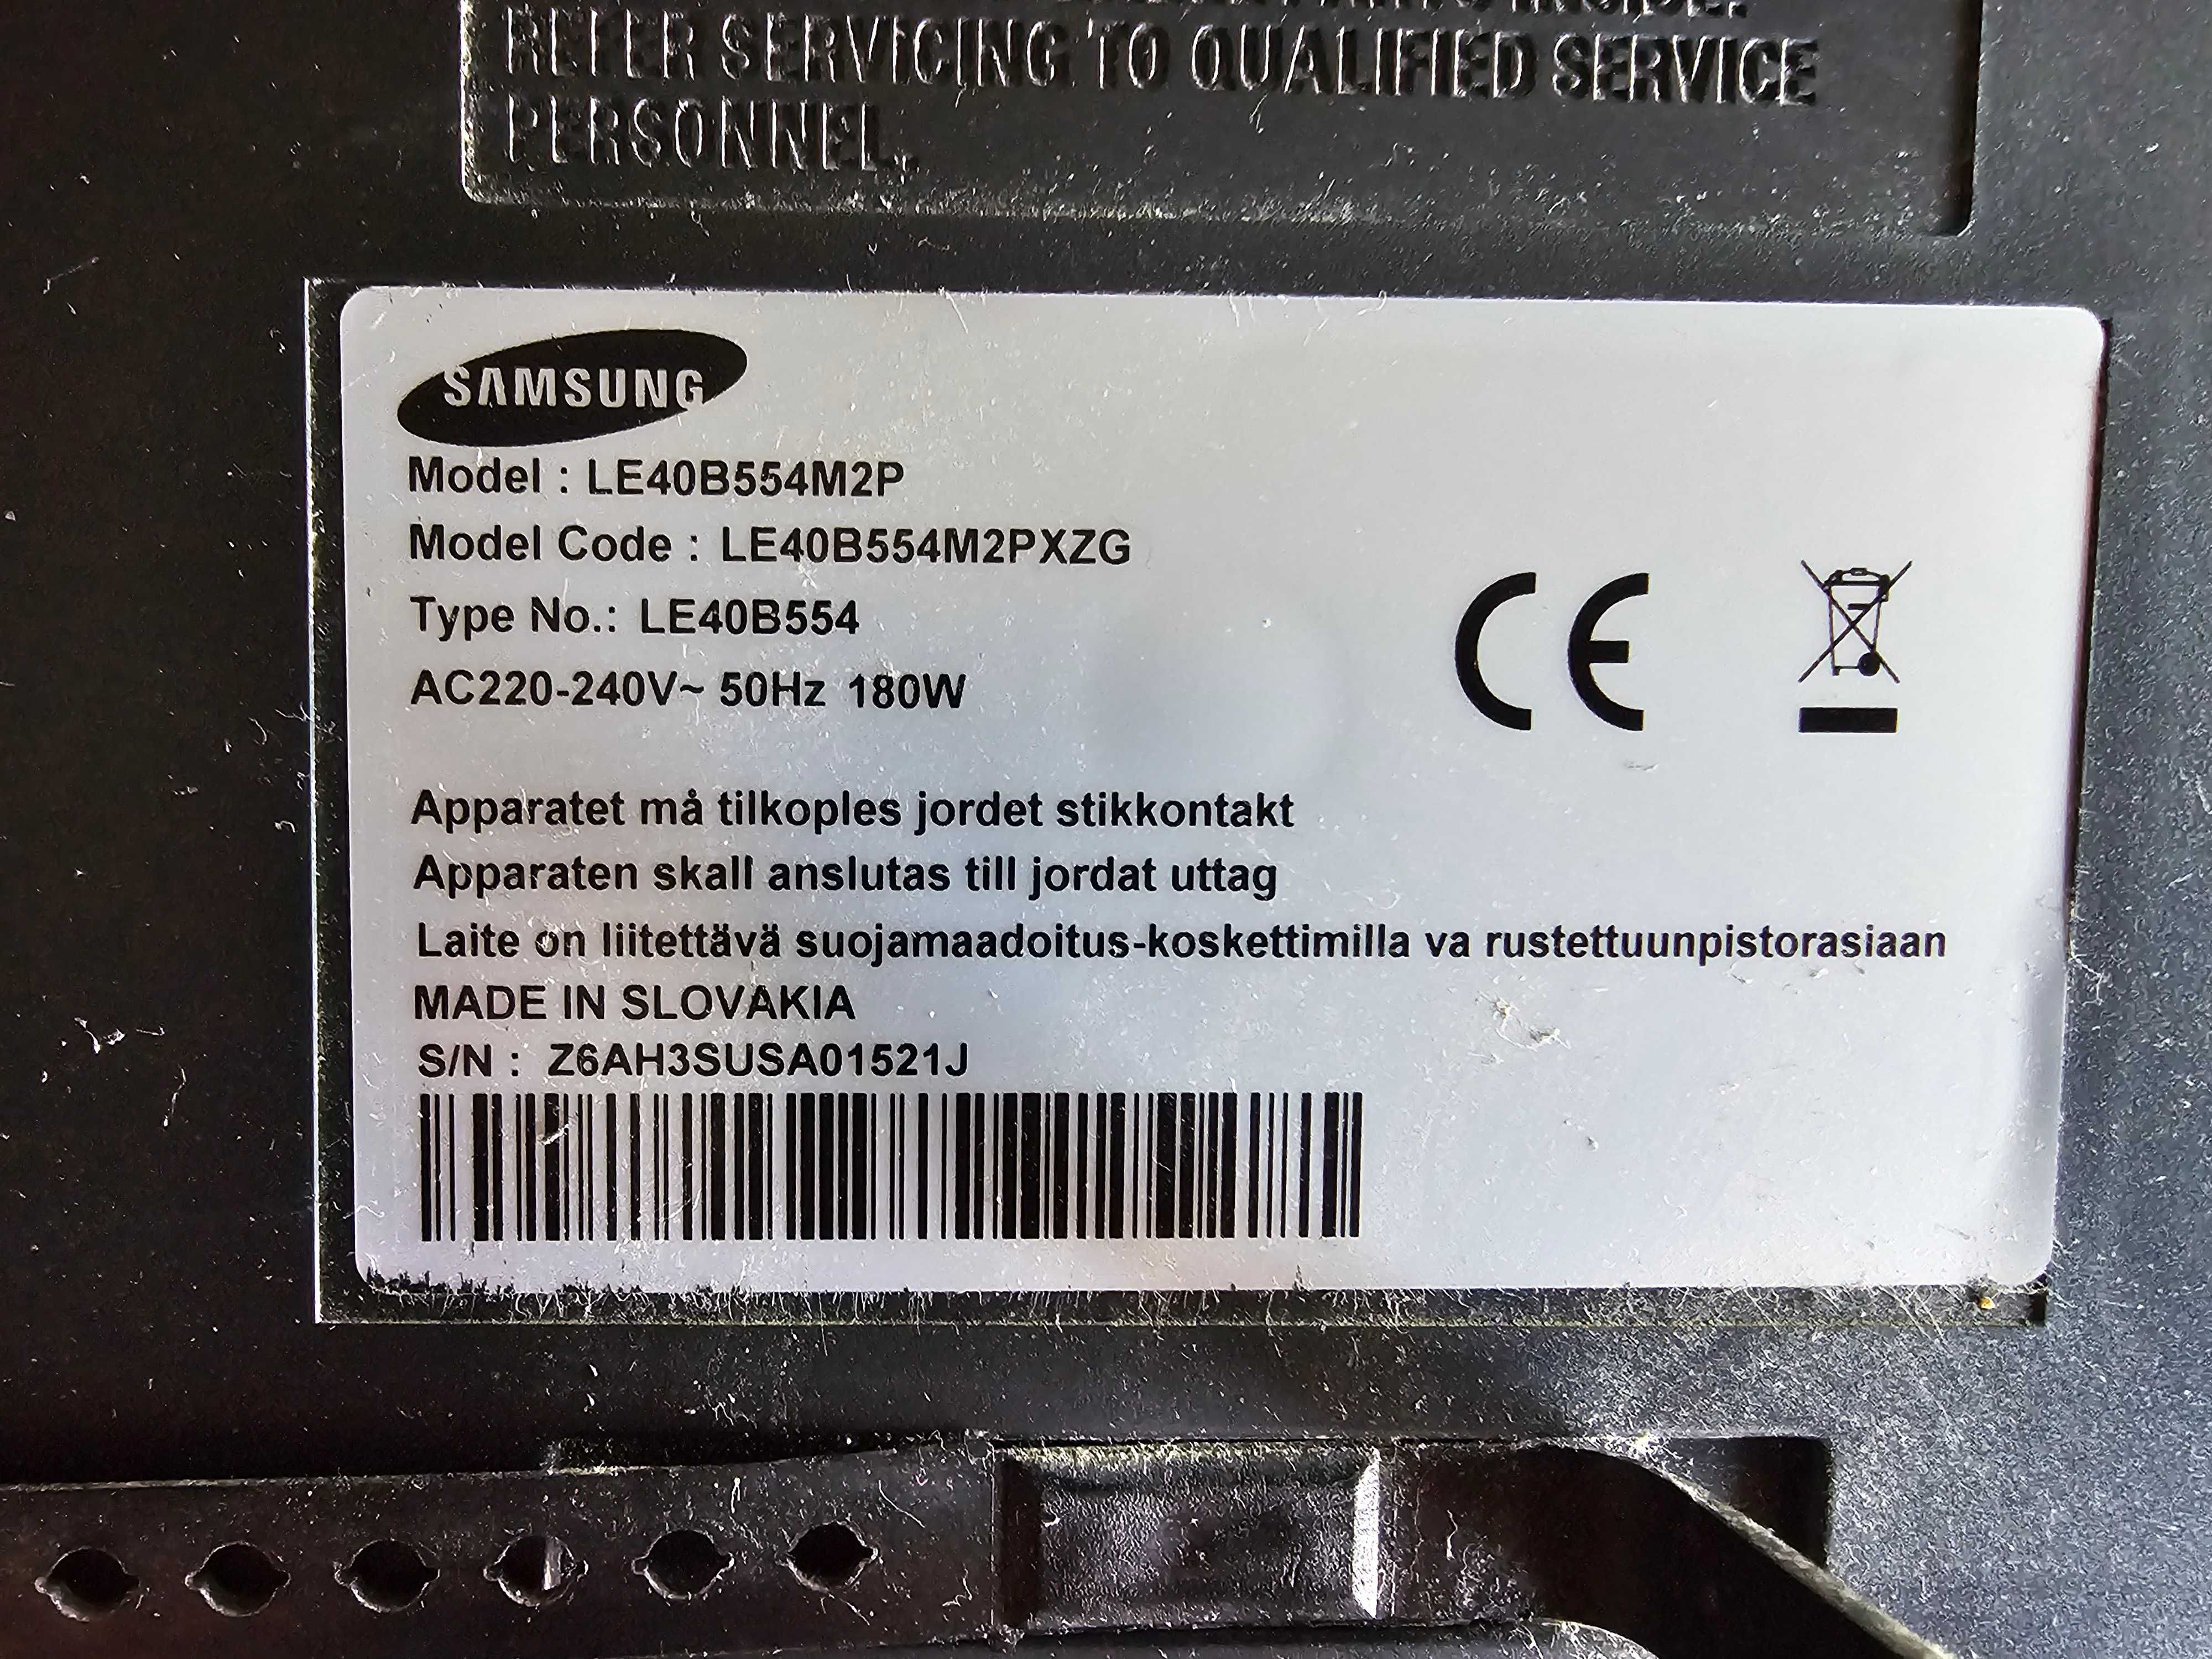 REFER SERVICING TO QUALIFIED SERVICE
PERSONNEL.
SAMSUNG
Model : LE40B554M2P
Model Code : LE40B554M2PXZG
Type No.: LE40B554
AC220-240V~ 50Hz 180W
CE
Apparatet må tilkoples jordet stikkontakt
Apparaten skall anslutas till jordat uttag
Laite on liitettävä suojamaadoitus-koskettimilla va rustettuunpistorasiaan
MADE IN SLOVAKIA
S/N : Z6AH3SUSA01521J